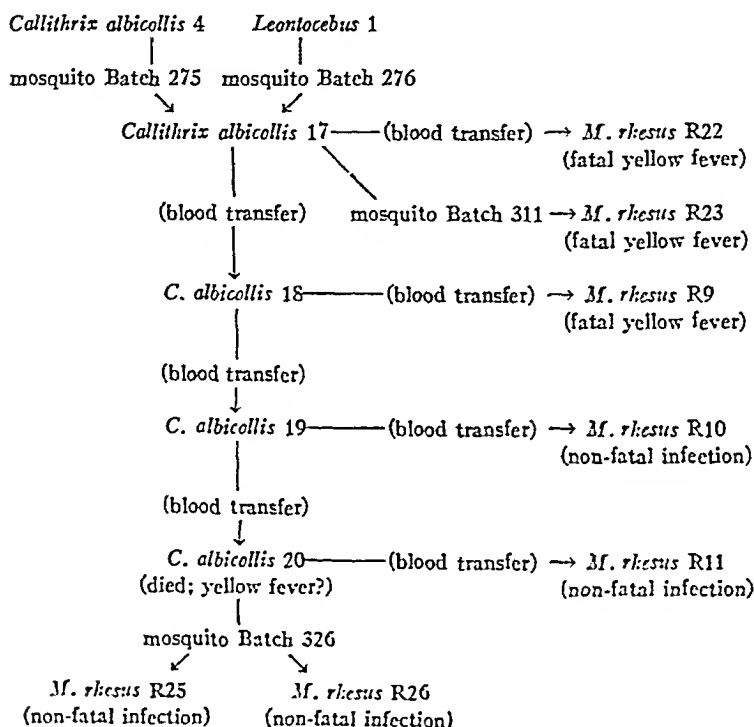 Callithrix albicollis 4 Leontocebus 1
mosquito Batch 275 mosquito Batch 276
Callithrix albicollis 17 (blood transfer) → M. rhesus R22
(fatal yellow fever)
(blood transfer) mosquito Batch 311 → M. rhesus R23
(fatal yellow fever)
C. albicollis 18 (blood transfer) → M. rhesus R9
(fatal yellow fever)
(blood transfer)
C. albicollis 19 (blood transfer) → M. rhesus R10
(non-fatal infection)
(blood transfer)
C. albicollis 20 (blood transfer) → M. rhesus R11
(died; yellow fever?) (non-fatal infection)
mosquito Batch 326
M. rhesus R25 M. rhesus R26
(non-fatal infection) (non-fatal infection)